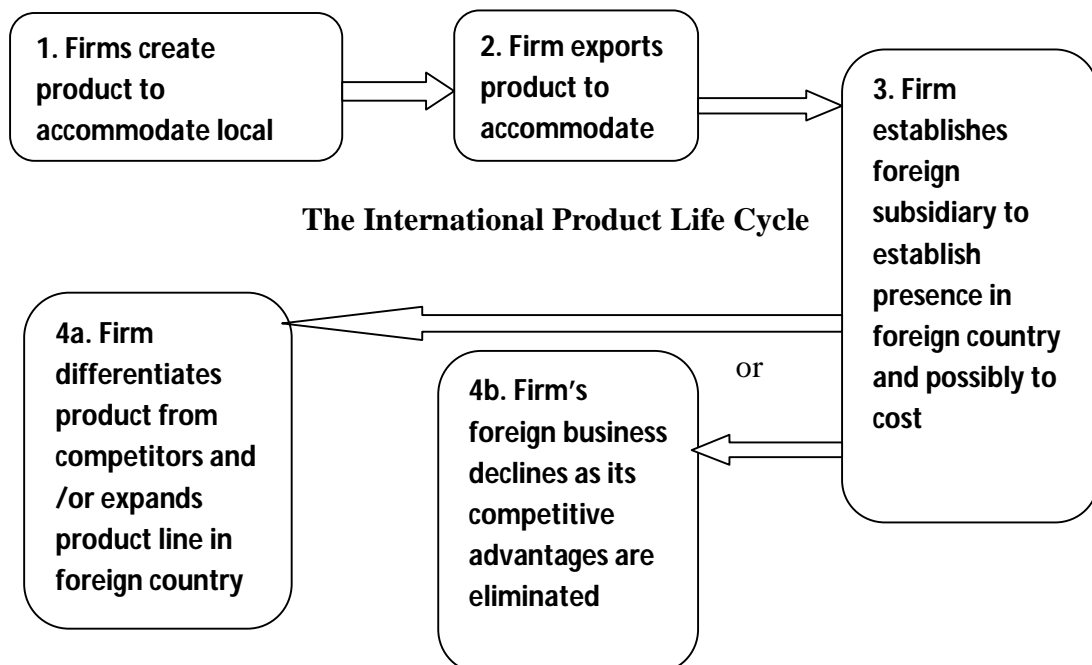 1. Firms create
product to
accommodate local
2. Firm exports
product to
accommodate
3. Firm
establishes
foreign
subsidiary to
establish
presence in
foreign country
and possibly to
cost
The International Product Life Cycle
4a. Firm
differentiates
product from
competitors and
/or expands
product line in
foreign country
or
4b. Firm's
foreign business
declines as its
competitive
advantages are
eliminated